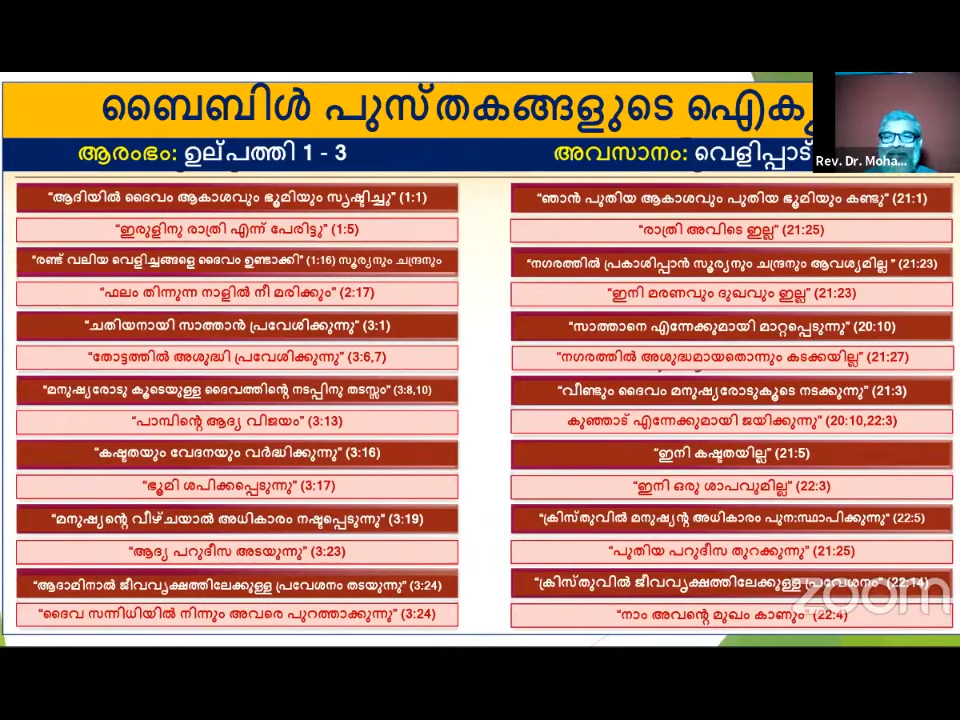 ബൈബിൾ പുസ്തകങ്ങളുടെ
Rev. Dr. Moha...
ആരംഭം: ഉല്പത്തി 1 - 3
അവസാനം: വെളിപ്പാട്
“ആദിയിൽ ദൈവം ആകാശവും ഭൂമിയും സൃഷ്ടിച്ചു” (1:1)
“ഞാൻ പുതിയ ആകാശവും പുതിയ ഭൂമിയും കണ്ടു” (21:1)
“ഇരുളിനു രാത്രി എന്ന് പേരിട്ടു” (1:5)
“രാത്രി അവിടെ ഇല്ല” (21:25)
“രണ്ട് വലിയ വെളിച്ചങ്ങളെ ദൈവം ഉണ്ടാക്കി” (1:16) സൂര്യനും ചന്ദ്രനും
“നഗരത്തിൽ പ്രകാശിപ്പാൻ സൂര്യനും ചന്ദ്രനും ആവശ്യമില്ല ” (21:23)
“ഫലം തിന്നുന്ന നാളിൽ നീ മരിക്കും” (2:17)
“ഇനി മരണവും ദുഖവും ഇല്ല” (21:23)
“ചതിയനായി സാത്താൻ പ്രവേശിക്കുന്നു” (3:1)
“സാത്താനെ എന്നേക്കുമായി മാറ്റപ്പെടുന്നു” (20:10)
“തോട്ടത്തിൽ അശുദ്ധി പ്രവേശിക്കുന്നു” (3:6,7)
“നഗരത്തിൽ അശുദ്ധമായതൊന്നും കടക്കയില്ല” (21:27)
“മനുഷ്യരോടു കൂടെയുള്ള ദൈവത്തിന്റെ നടപ്പിനു തടസ്സം” (3:8,10)
“വീണ്ടും ദൈവം മനുഷ്യരോടുകൂടെ നടക്കുന്നു” (21:3)
“പാമ്പിന്റെ ആദ്യ വിജയം” (3:13)
കുഞ്ഞാട് എന്നേക്കുമായി ജയിക്കുന്നു” (20:10,22:3)
“കഷ്ടതയും വേദനയും വർദ്ധിക്കുന്നു” (3:16)
“ഇനി കഷ്ടതയില്ല” (21:5)
“ഭൂമി ശപിക്കപ്പെടുന്നു” (3:17)
“ഇനി ഒരു ശാപവുമില്ല” (22:3)
“മനുഷ്യന്റെ വീഴ്ചയാൽ അധികാരം നഷ്ടപ്പെടുന്നു” (3:19)
“ക്രിസ്തുവിൽ മനുഷ്യന്റ അധികാരം പുന:സ്ഥാപിക്കുന്നു” (22:5)
“ആദ്യ പറുദീസ അടയുന്നു” (3:23)
“പുതിയ പറുദീസ തുറക്കുന്നു” (21:25)
“ആദാമിനാൽ ജീവവൃക്ഷത്തിലേക്കുള്ള പ്രവേശനം തടയുന്നു” (3:24)
“ക്രിസ്തുവിൽ ജീവവൃക്ഷത്തിലേക്കുള്ള പ്രവേശനം” (22:14)
“ദൈവ സന്നിധിയിൽ നിന്നും അവരെ പുറത്താക്കുന്നു” (3:24)
“നാം അവന്റെ മുഖം കാണും” (22:4)
zoom